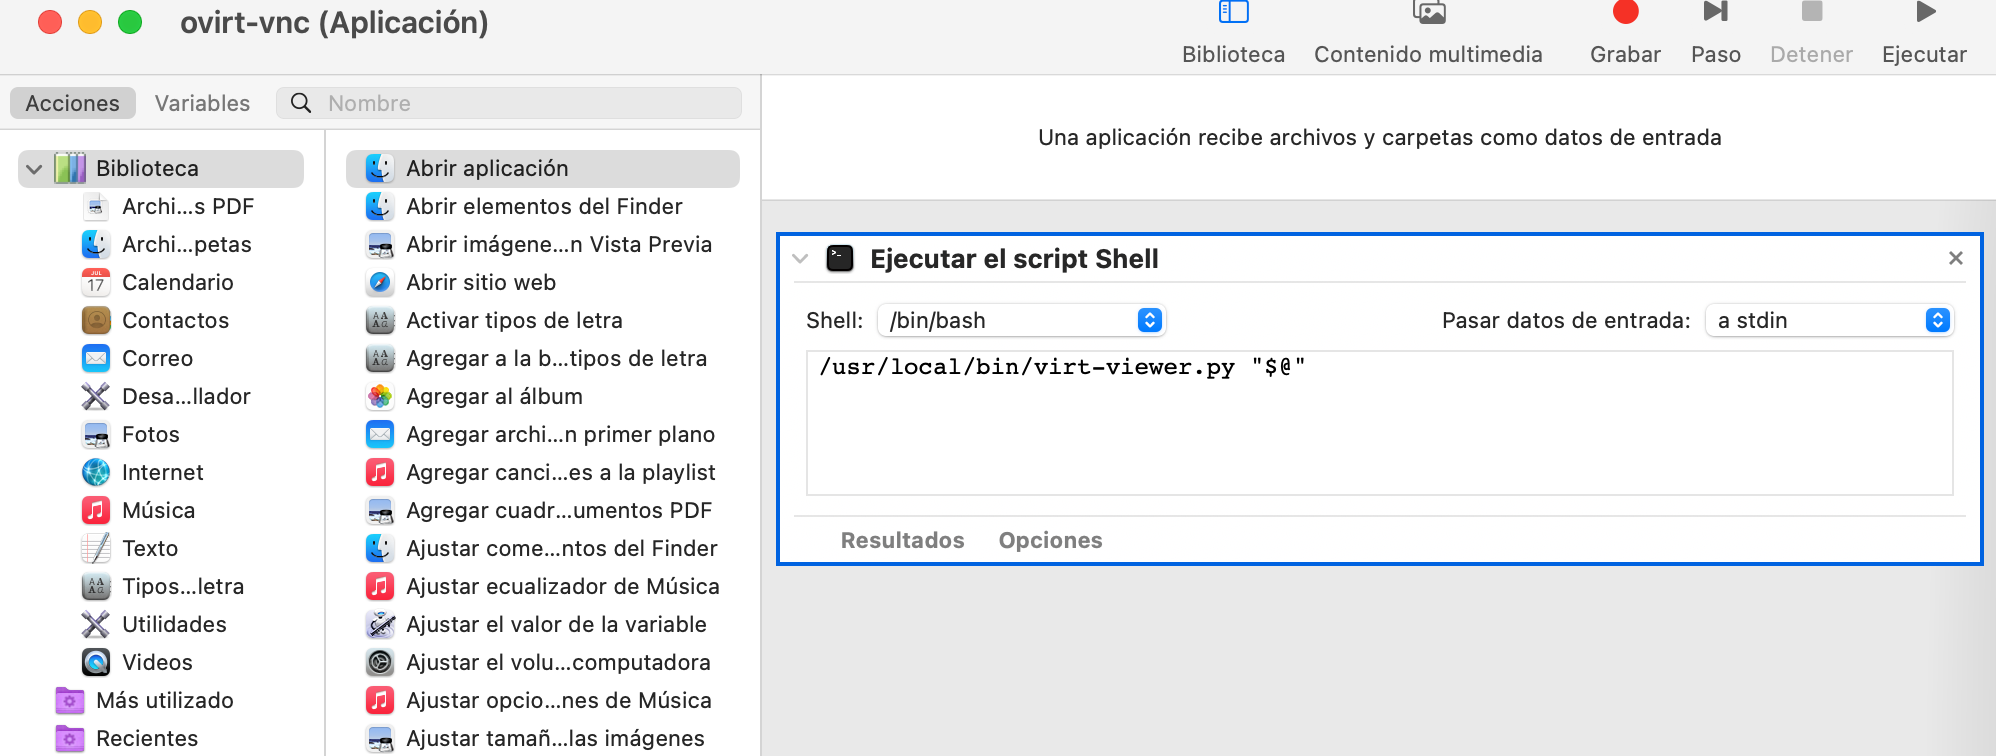 ovirt-vnc (Aplicación)
Biblioteca
Contenido multimedia
Grabar
Paso
Detener
Ejecutar
Acciones
Variables
Nombre
Biblioteca
Archi...s PDF
Archi...petas
JUL
17
Calendario
Contactos
Correo
Desa...llador
Fotos
Internet
Música
Texto
Tipos...letra
Utilidades
Videos
Más utilizado
Recientes
Abrir aplicación
Abrir elementos del Finder
Abrir imágene...n Vista Previa
Abrir sitio web
Activar tipos de letra
Agregar a la b...tipos de letra
Agregar al álbum
Agregar archi...n primer plano
Agregar canci...es a la playlist
Agregar cuadr...umentos PDF
Ajustar come...ntos del Finder
Ajustar ecualizador de Música
Ajustar el valor de la variable
Ajustar el volu...computadora
Ajustar opcio...nes de Música
Ajustar tamañ...las imágenes
Una aplicación recibe archivos y carpetas como datos de entrada
Ejecutar el script Shell
Shell: /bin/bash
Pasar datos de entrada: a stdin
/usr/local/bin/virt-viewer.py "$@"
Resultados
Opciones